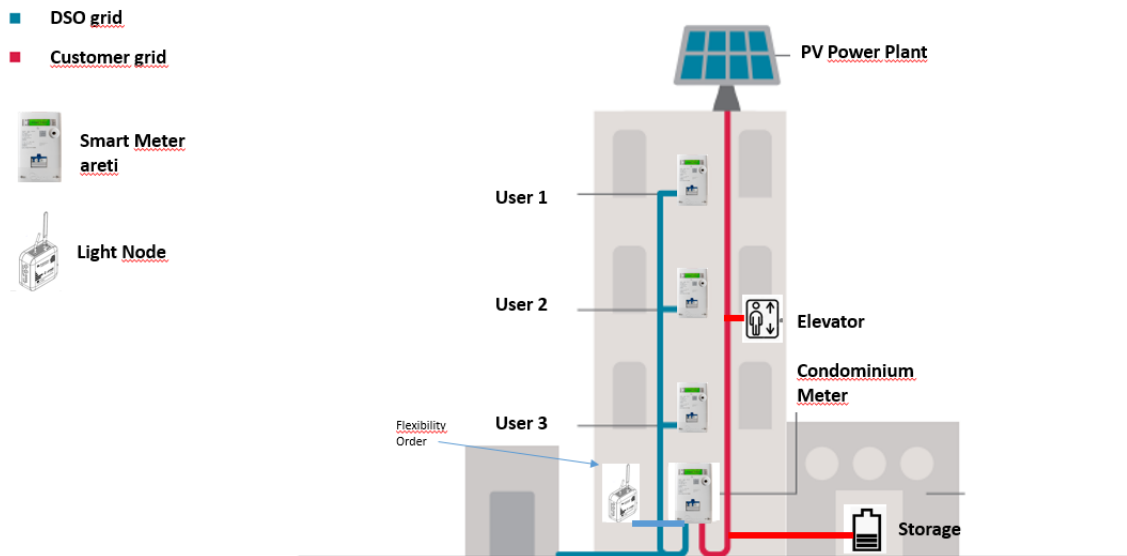 DSO grid
Customer grid
Smart Meter
areti
Light Node
PV Power Plant
User 1
User 2
Elevator
Condominium
Meter
User 3
Flexibility
Order
Storage